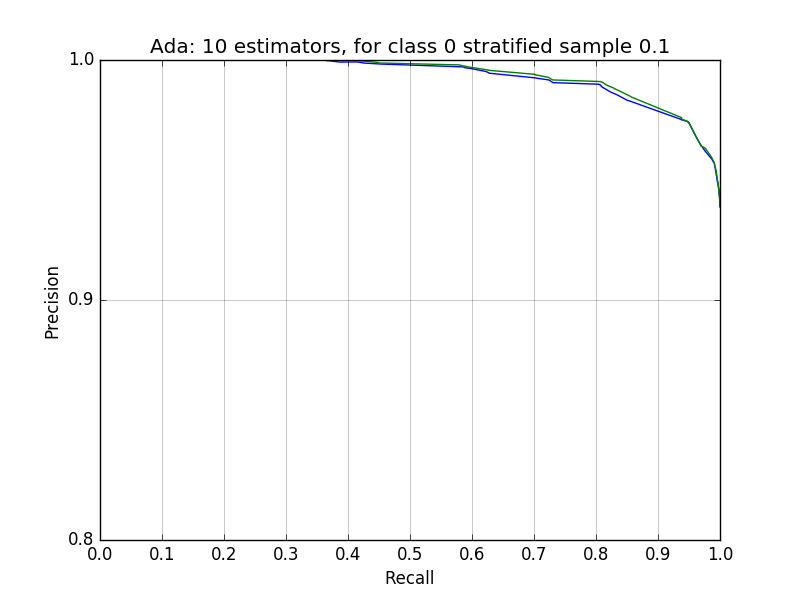 Ada: 10 estimators, for class 0 stratified sample 0.1
1.0
0.9
0.8
Precision
0.0 0.1 0.2 0.3 0.4 0.5 0.6 0.7 0.8 0.9 1.0
Recall